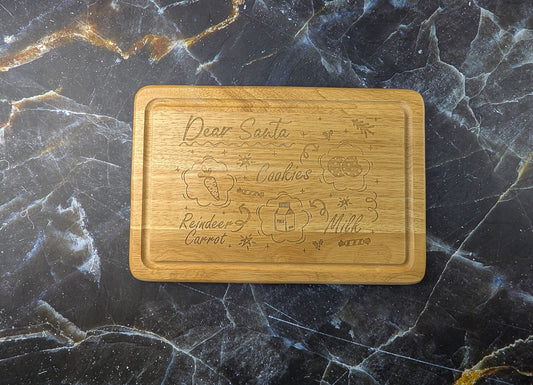 Dear Santa
Cookies
Reindeer
Carrot
Milk